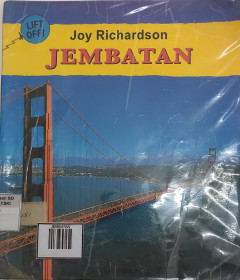 LIFT
OFF!
Joy Richardson
JEMBATAN